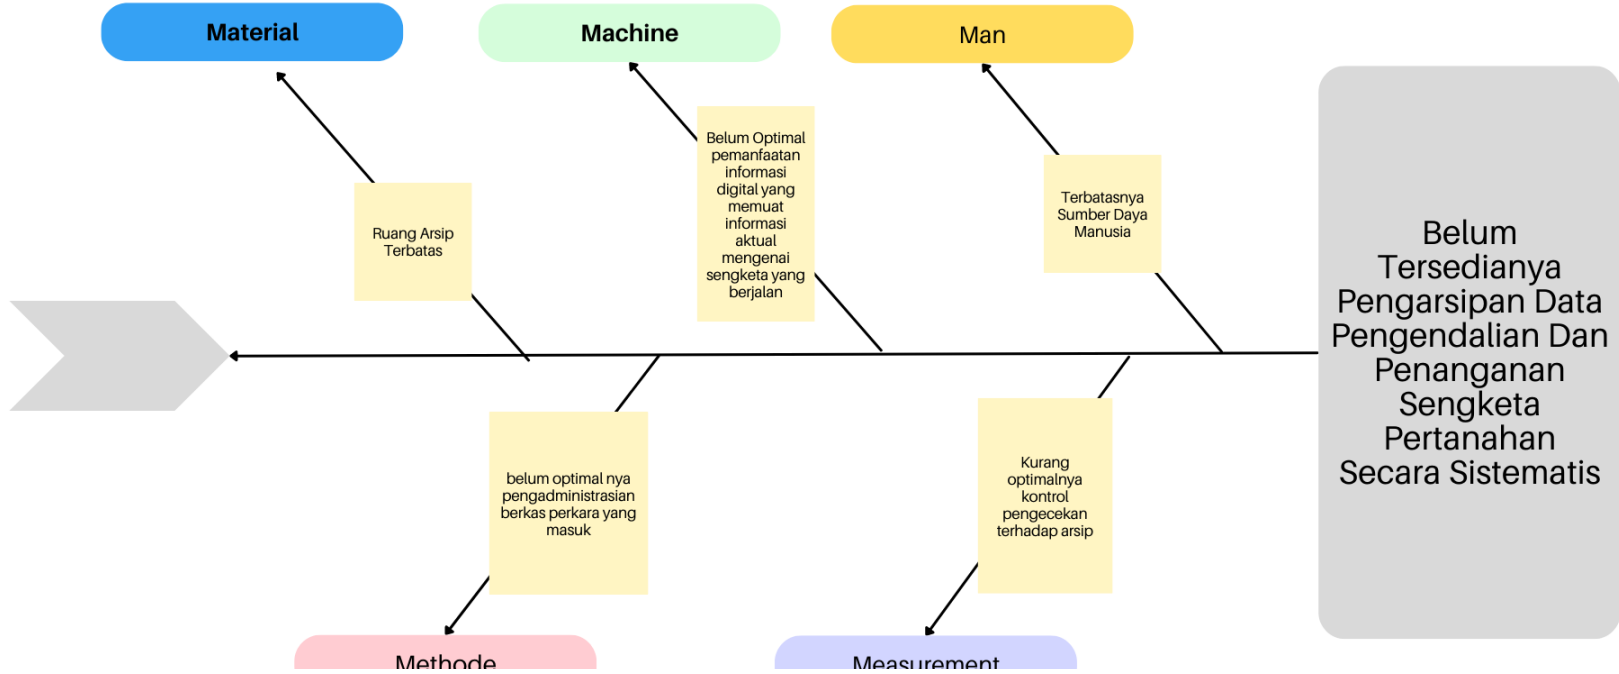 Material
Machine
Man
Belum Optimal
pemanfaatan
informasi
digital yang
memuat
informasi
aktual
mengenai
sengketa yang
berjalan
Terbatasnya
Sumber Daya
Manusia
Ruang Arsip
Terbatas
Belum
Tersedianya
Pengarsipan Data
Pengendalian Dan
Penanganan
Sengketa
Pertanahan
Secara Sistematis
belum optimal nya
pengadministrasian
berkas perkara yang
masuk
Kurang
optimalnya
kontrol
pengecekan
terhadap arsip
Methode
Measurement